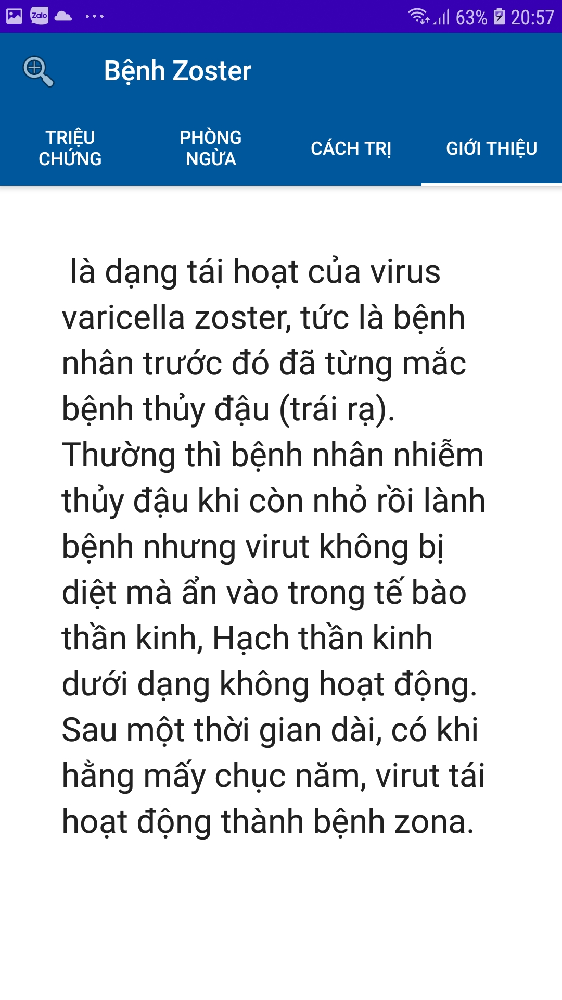 Zalo
63% 20:57
Bệnh Zoster
TRIỆU
CHỨNG
PHÒNG
NGỪA
CÁCH TRỊ
GIỚI THIỆU
là dạng tái hoạt của virus
varicella zoster, tức là bệnh
nhân trước đó đã từng mắc
bệnh thủy đậu (trái rạ).
Thường thì bệnh nhân nhiễm
thủy đậu khi còn nhỏ rồi lành
bệnh nhưng virut không bị
diệt mà ẩn vào trong tế bào
thần kinh, Hạch thần kinh
dưới dạng không hoạt động.
Sau một thời gian dài, có khi
hằng mấy chục năm, virut tái
hoạt động thành bệnh zona.